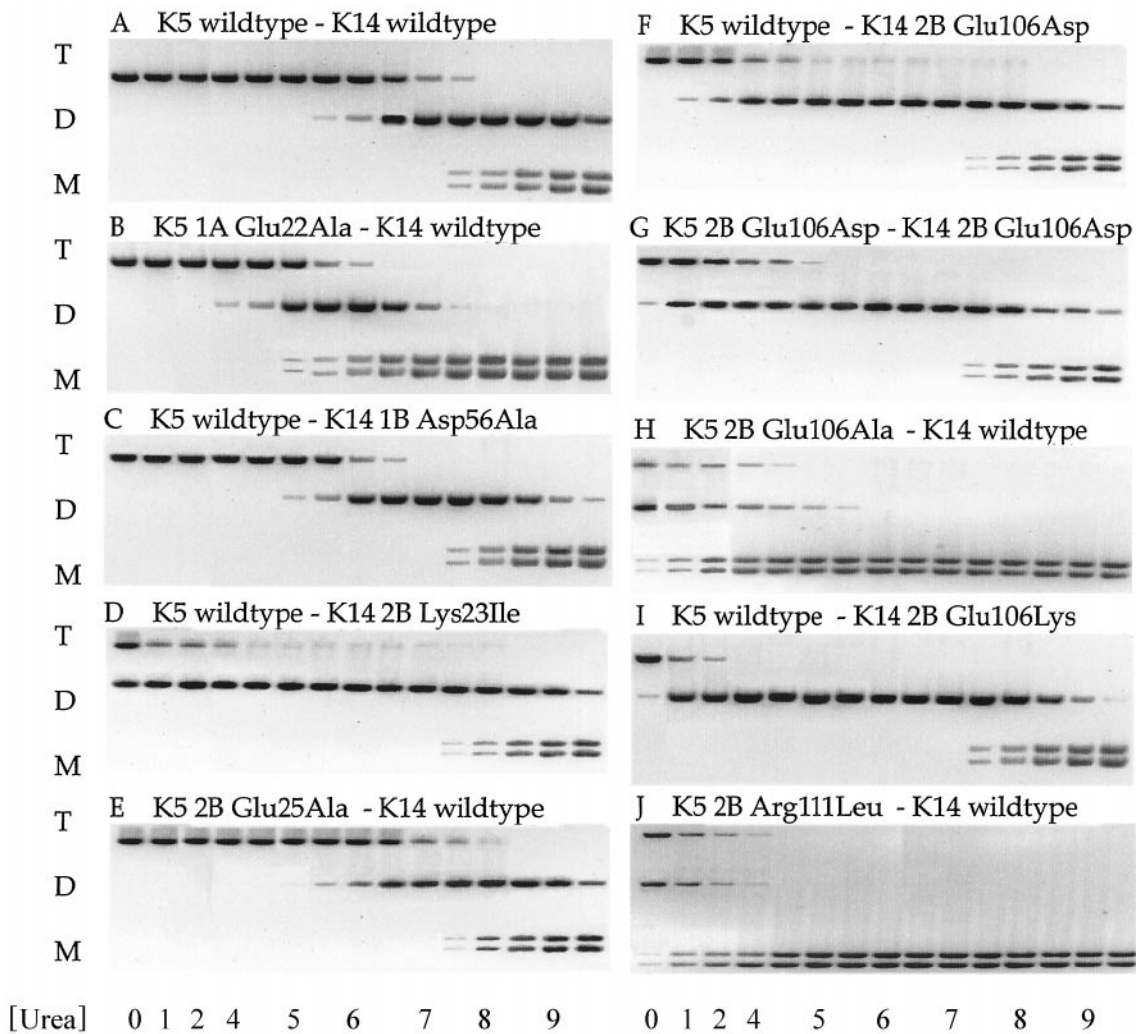 A K5 wildtype - K14 wildtype
T
D
M
B K5 1A Glu22Ala - K14 wildtype
T
D
M
C K5 wildtype - K14 1B Asp56Ala
T
D
M
D K5 wildtype - K14 2B Lys23Ile
T
D
M
E K5 2B Glu25Ala - K14 wildtype
T
D
M
F K5 wildtype - K14 2B Glu106Asp
G K5 2B Glu106Asp - K14 2B Glu106Asp
H K5 2B Glu106Ala - K14 wildtype
I K5 wildtype - K14 2B Glu106Lys
J K5 2B Arg111Leu - K14 wildtype
[Urea] 0 1 2 4 5 6 7 8 9 0 1 2 4 5 6 7 8 9